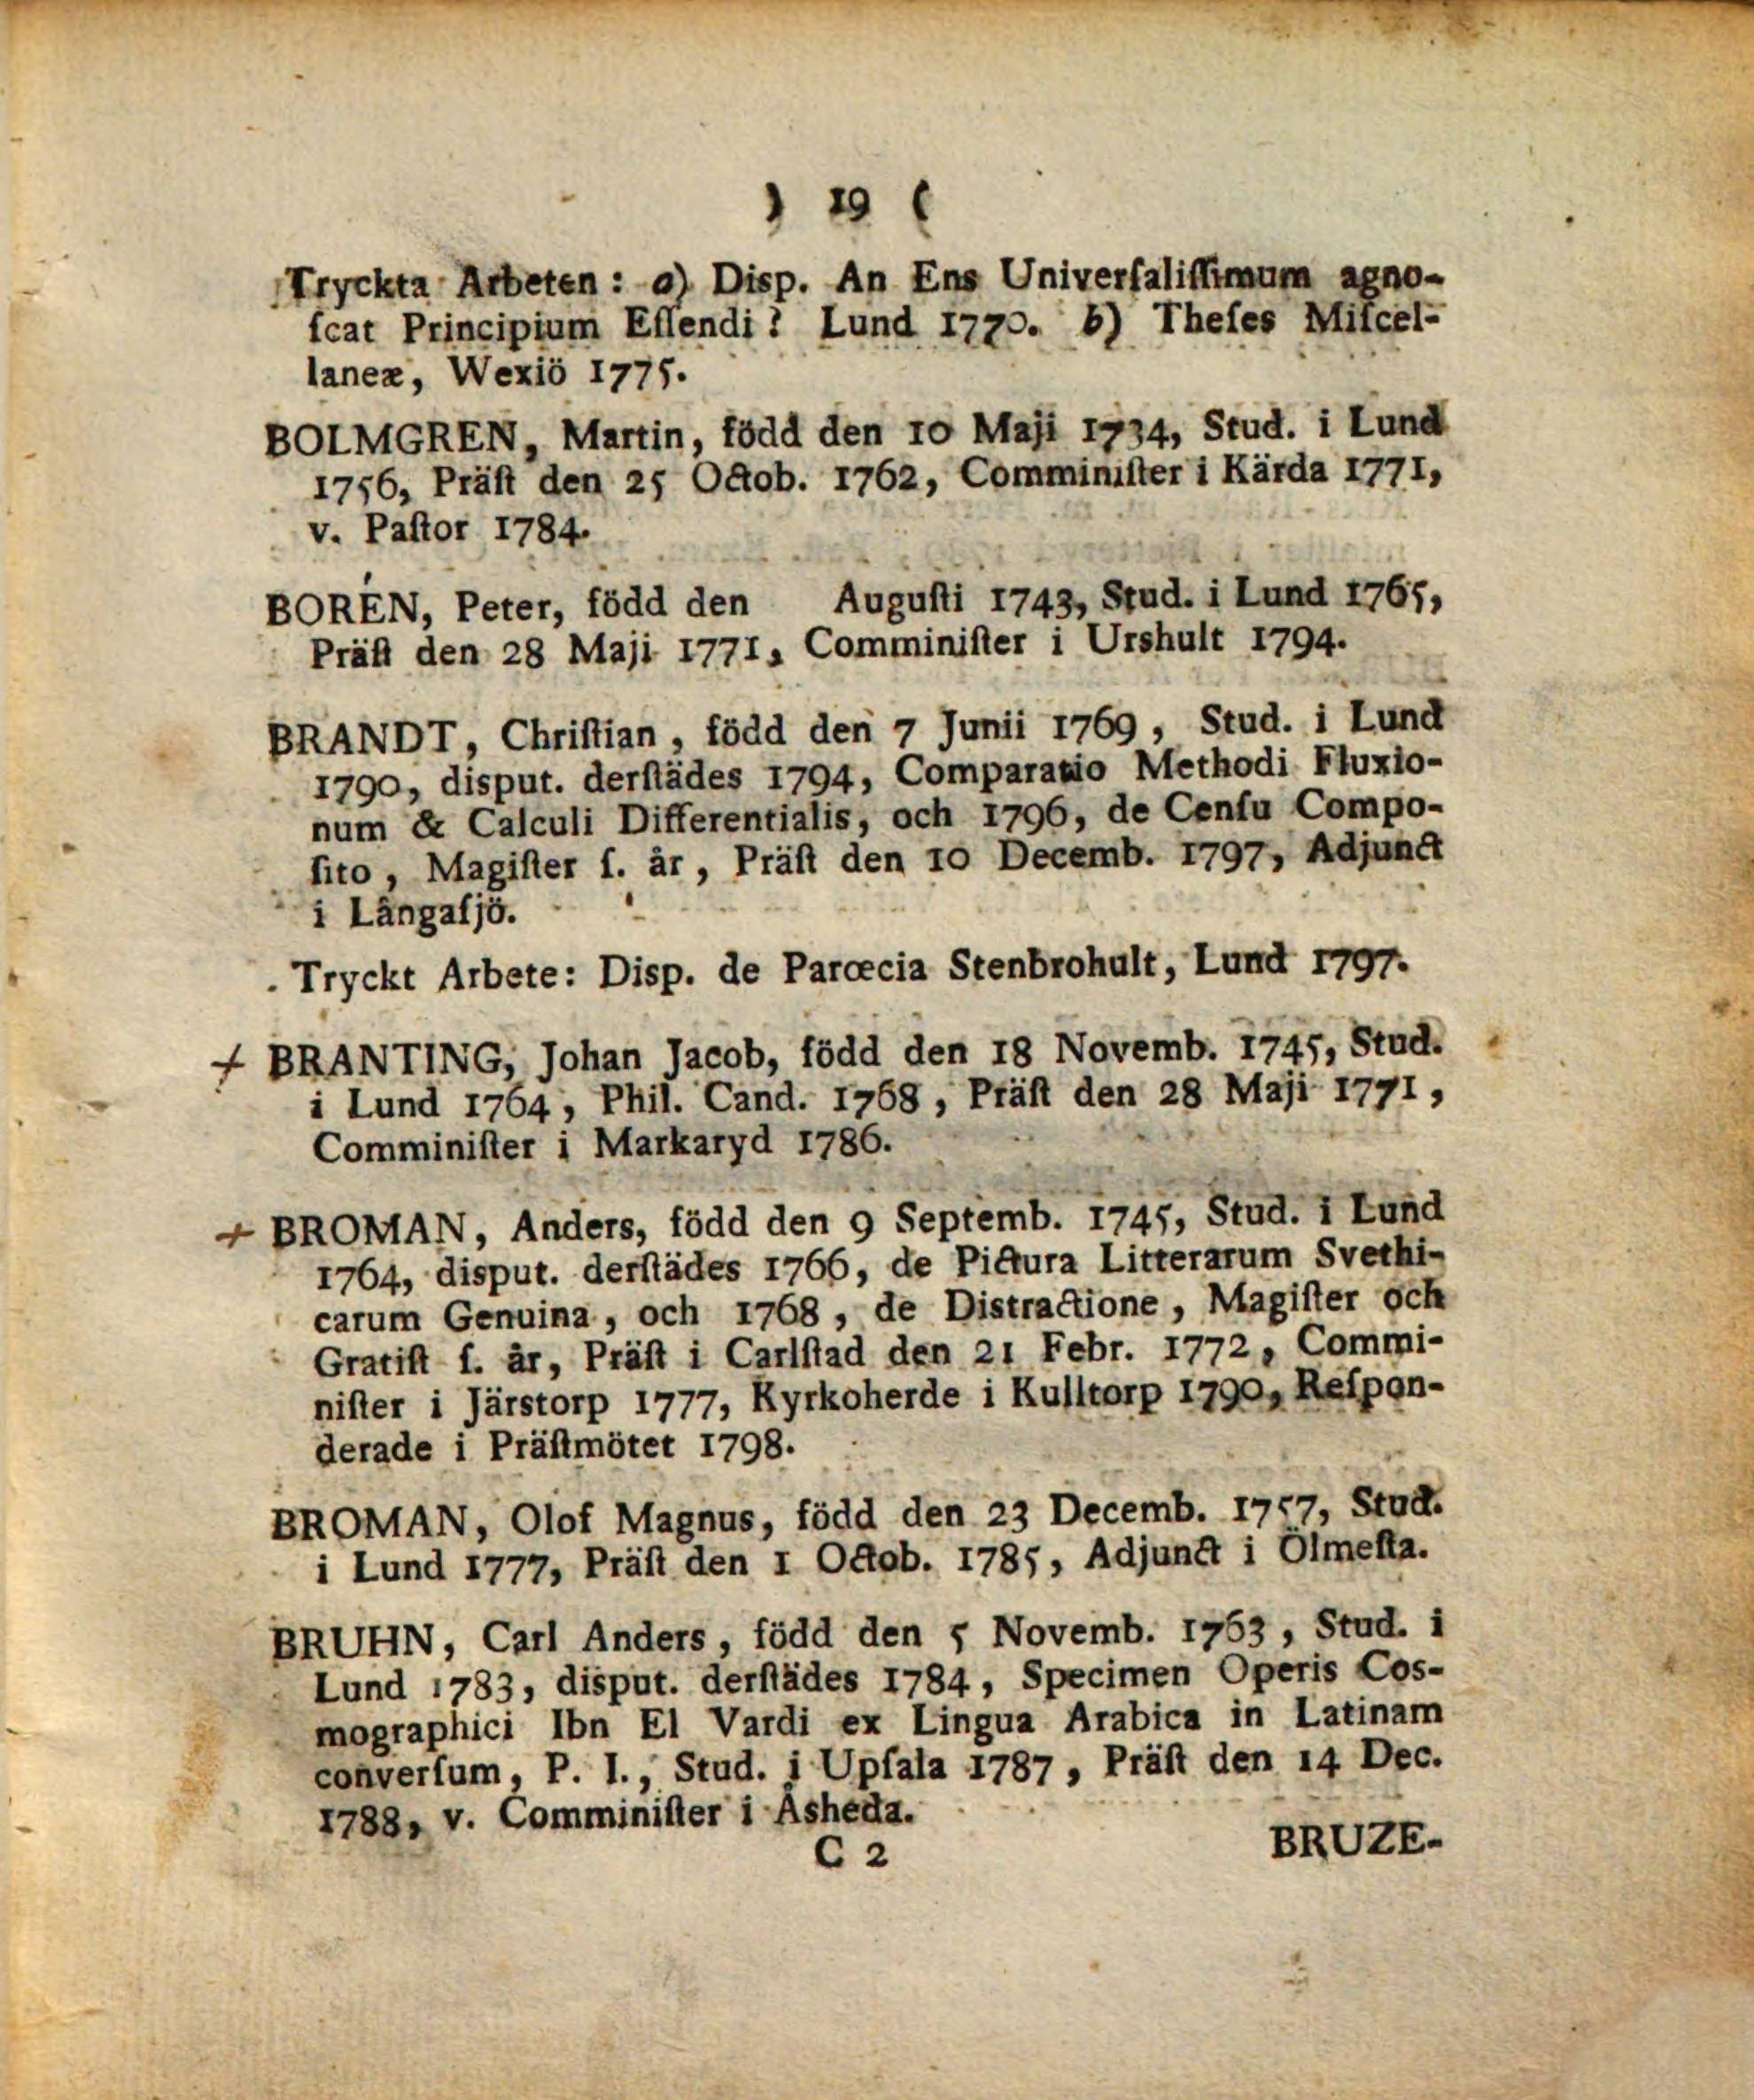 ) 19 (
Tryckta Arbeten: a) Disp. An Ens Univerſaliſſimum agno-
ſcat Principium Eſſendi? Lund 1770. b) Theſes Miſcel-
laneæ, Wexiö 1775.
BOLMGREN, Martin, född den 10 Maji 1734, Stud. i Lund
1756, Präſt den 25 Octob. 1762, Comminiſter i Kärda 1771,
v. Paſtor 1784.
BORÉN, Peter, född den Auguſti 1743, Stud. i Lund 1765,
Präſt den 28 Maji 1771, Comminiſter i Urshult 1794.
BRANDT, Chriſtian, född den 7 Junii 1769, Stud. i Lund
1790, disput. derſtädes 1794, Comparatio Methodi Fluxio-
num & Calculi Differentialis, och 1796, de Cenſu Compo-
ſito, Magiſter ſ. år, Präſt den 10 Decemb. 1797, Adjunct
i Långaſjö.
Tryckt Arbete: Disp. de Parœcia Stenbrohult, Lund 1797.
+ BRANTING, Johan Jacob, född den 18 Novemb. 1745, Stud.
i Lund 1764, Phil. Cand. 1768, Präſt den 28 Maji 1771,
Comminiſter i Markaryd 1786.
+ BROMAN, Anders, född den 9 Septemb. 1745, Stud. i Lund
1764, disput. derſtädes 1766, de Pictura Litterarum Svethi-
carum Genuina, och 1768, de Distractione, Magiſter och
Gratiſt ſ. år, Präſt i Carlſtad den 21 Febr. 1772, Commi-
niſter i Järstorp 1777, Kyrkoherde i Kulltorp 1790, Reſpon-
derade i Präſtmötet 1798.
BROMAN, Olof Magnus, född den 23 Decemb. 1757, Stud.
i Lund 1777, Präſt den 1 Octob. 1785, Adjunct i Ölmeſta.
BRUHN, Carl Anders, född den 5 Novemb. 1763, Stud. i
Lund 1783, disput. derſtädes 1784, Specimen Operis Cos-
mographici Ibn El Vardi ex Lingua Arabica in Latinam
converſum, P. I., Stud. i Upſala 1787, Präſt den 14 Dec.
1788, v. Comminiſter i Åsheda.
C 2 BRUZE-